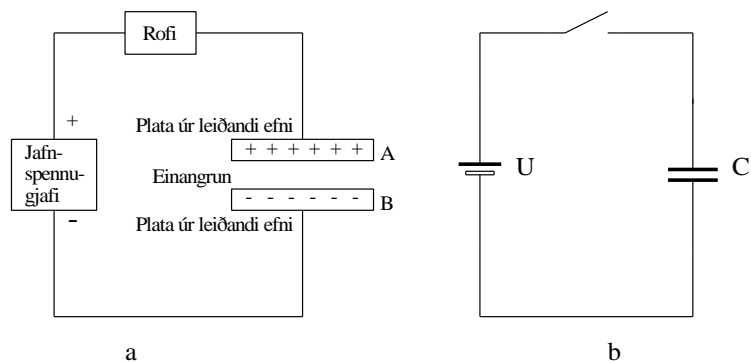 Rofi
+
Plata úr leiðandi efni
Jafn-
spennu-
gjafi
+ + + + + +
A
Einangrun
- - - - - -
B
-
Plata úr leiðandi efni
a
U
C
b